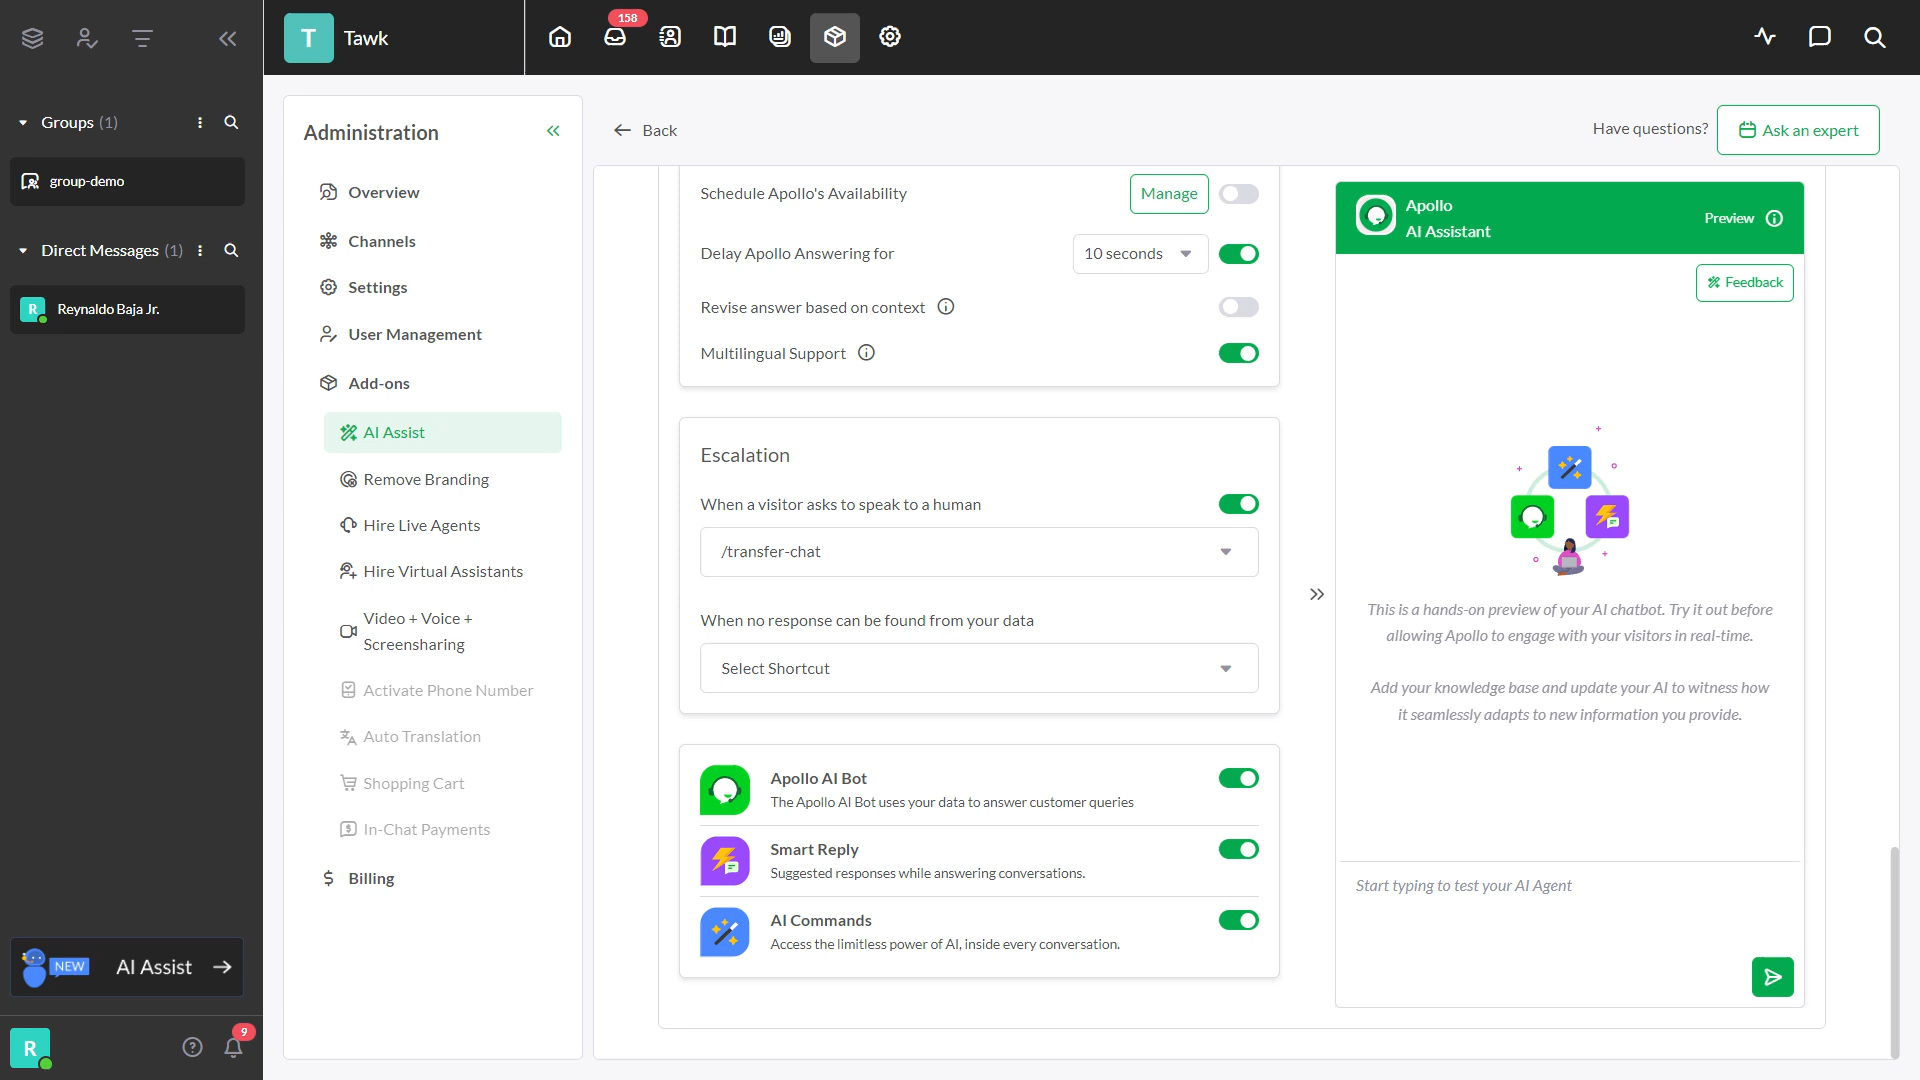 T
Tawk
158
Groups (1)
group-demo
Direct Messages (1)
R
Reynaldo Baja Jr.
NEW
AI Assist
R
9
Administration
Overview
Channels
Settings
User Management
Add-ons
AI Assist
Remove Branding
Hire Live Agents
Hire Virtual Assistants
Video + Voice +
Screensharing
Activate Phone Number
Auto Translation
Shopping Cart
In-Chat Payments
Billing
Back
Have questions?
Ask an expert
Schedule Apollo's Availability
Manage
Delay Apollo Answering for
10 seconds
Revise answer based on context
Multilingual Support
Escalation
When a visitor asks to speak to a human
/transfer-chat
When no response can be found from your data
Select Shortcut
Apollo AI Bot
The Apollo AI Bot uses your data to answer customer queries
Smart Reply
Suggested responses while answering conversations.
AI Commands
Access the limitless power of AI, inside every conversation.
Apollo
AI Assistant
Preview
Feedback
This is a hands-on preview of your AI chatbot. Try it out before
allowing Apollo to engage with your visitors in real-time.
Add your knowledge base and update your AI to witness how
it seamlessly adapts to new information you provide.
Start typing to test your AI Agent